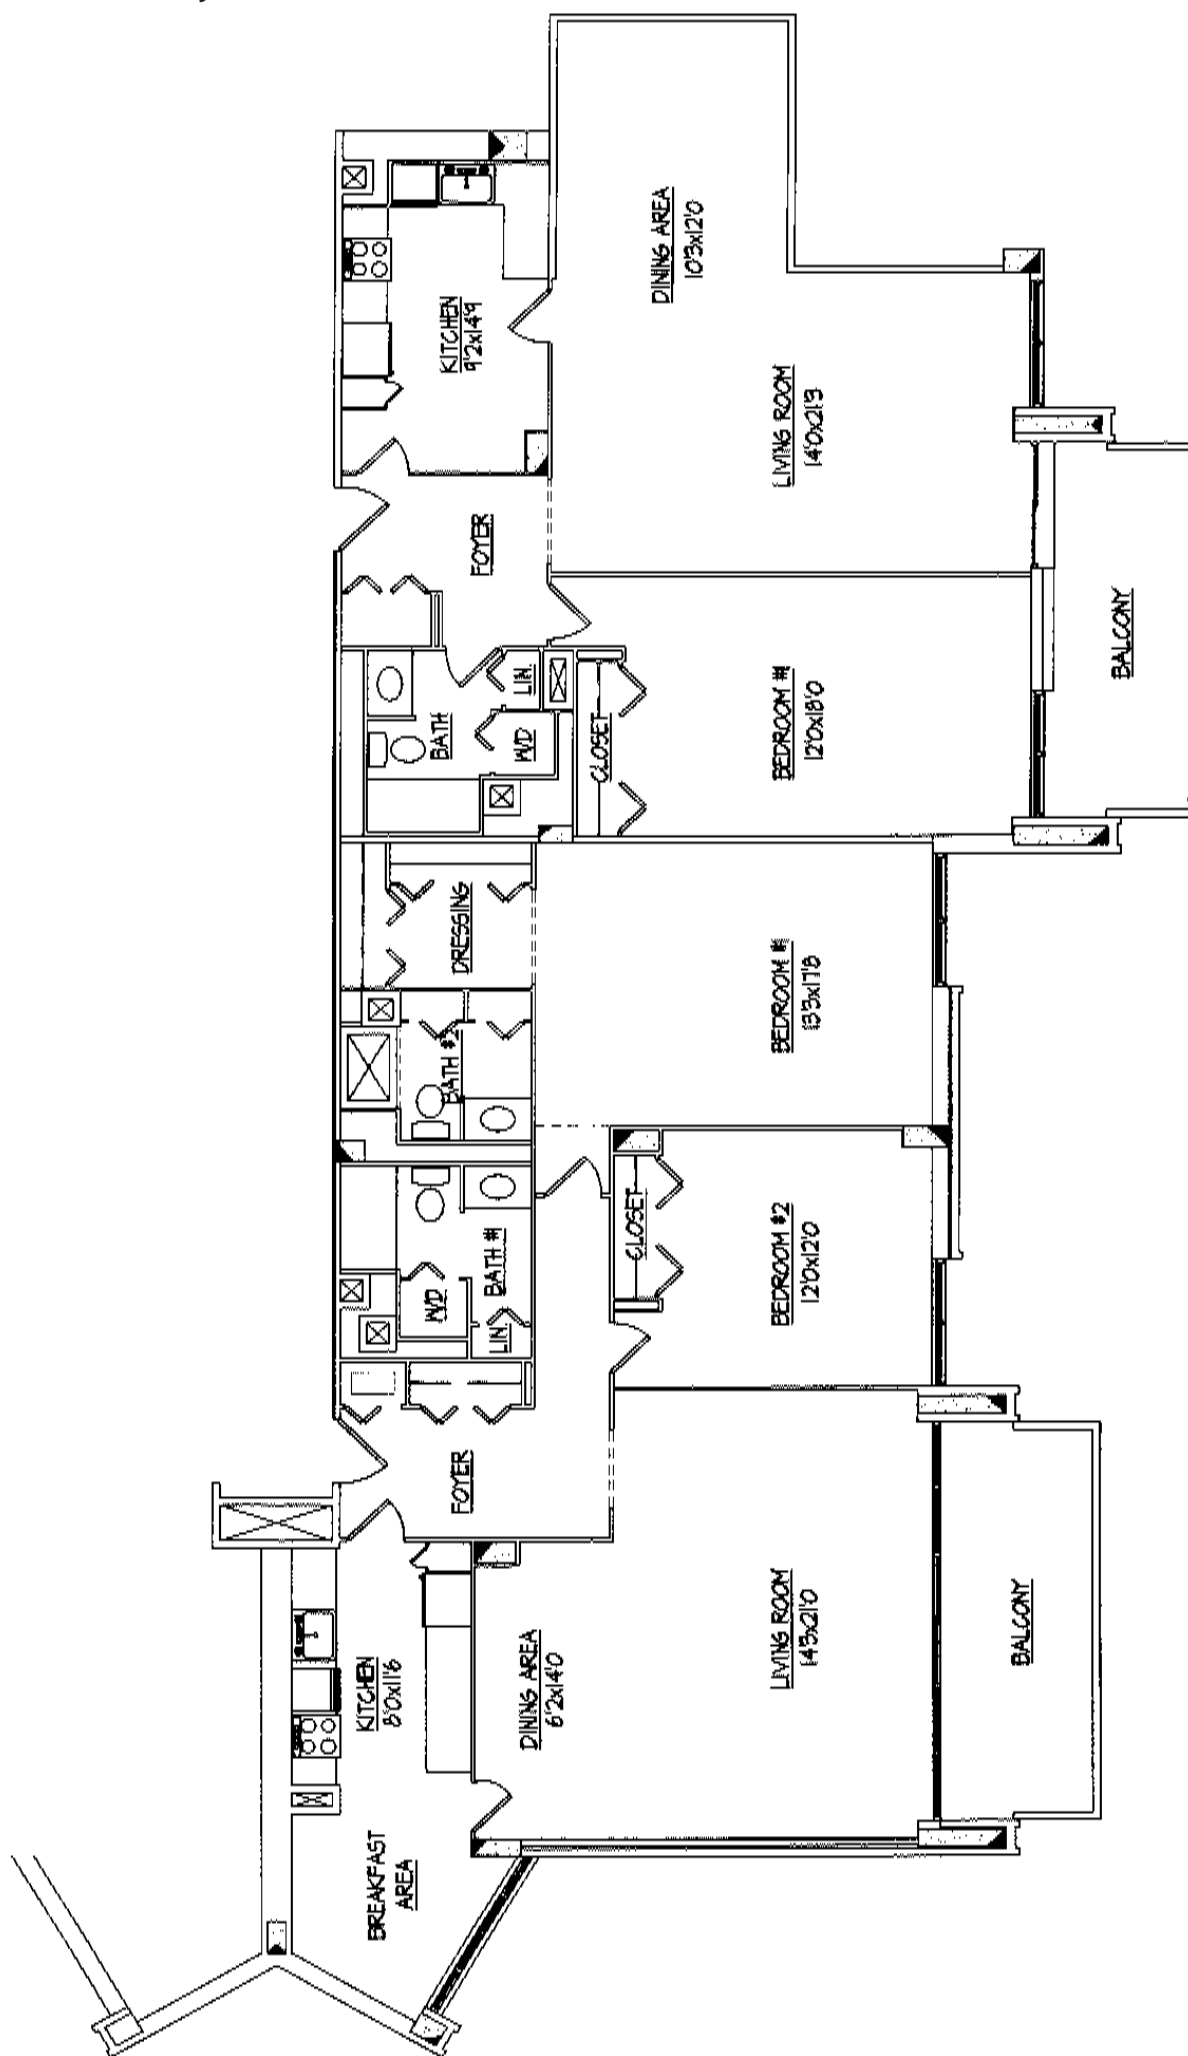 BREAKFAST
AREA
KITCHEN
8'0x11'6
DINING AREA
6'2x14'0
LIVING ROOM
14'3x21'0
BALCONY
FOYER
LIN.
W/D
BATH #1
BATH #2
DRESSING
CLOSET
BEDROOM #2
12'0x12'0
BEDROOM #1
13'3x17'8
BATH
W/D
LIN.
CLOSET
BEDROOM #1
12'0x18'0
BALCONY
FOYER
KITCHEN
9'2x14'9
LIVING ROOM
14'0x21'3
DINING AREA
10'3x12'0